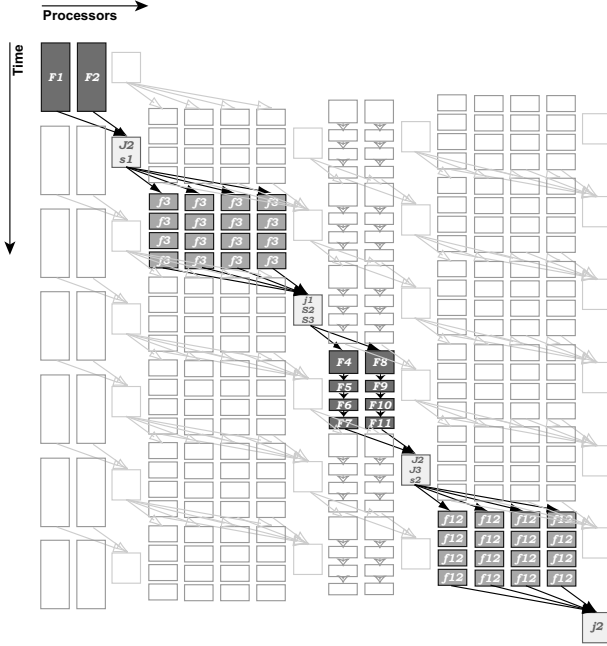 Processors
Time
F1 F2
J2
s1
f3 f3 f3 f3
f3 f3 f3 f3
f3 f3 f3 f3
f3 f3 f3 f3
j1
S2
S3
F4 F8
F5 F9
F6 F10
F7 F11
J2
J3
s2
f12 f12 f12 f12
f12 f12 f12 f12
f12 f12 f12 f12
f12 f12 f12 f12
j2